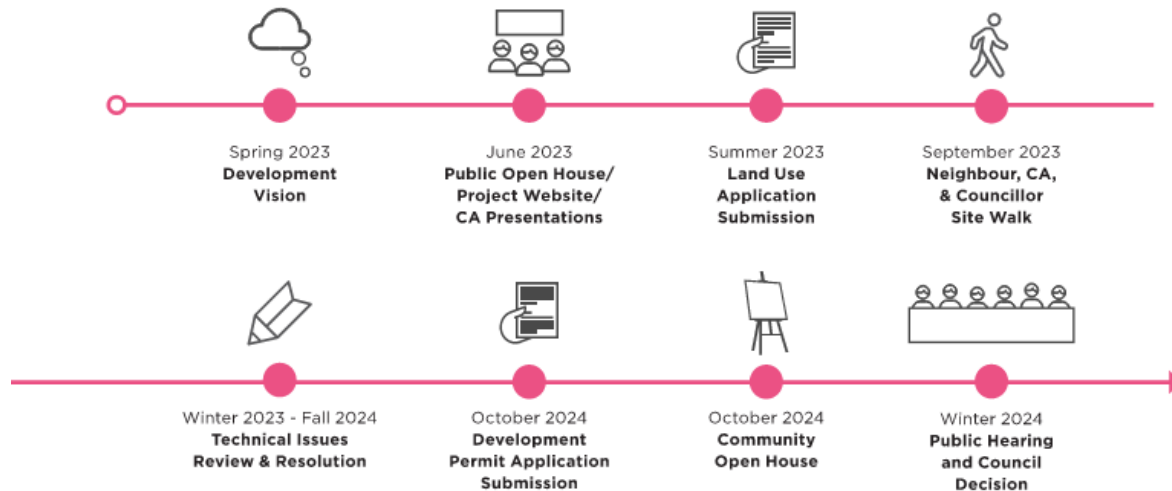 Spring 2023
Development
Vision
June 2023
Public Open House/
Project Website/
CA Presentations
Summer 2023
Land Use
Application
Submission
September 2023
Neighbour, CA,
& Councillor
Site Walk
Winter 2023 - Fall 2024
Technical Issues
Review & Resolution
October 2024
Development
Permit Application
Submission
October 2024
Community
Open House
Winter 2024
Public Hearing
and Council
Decision